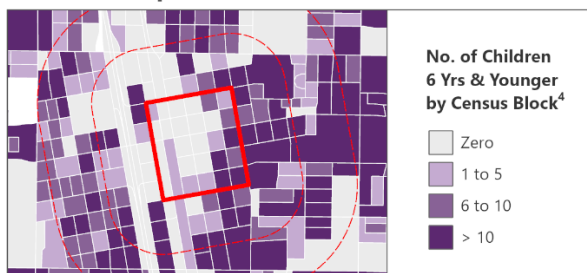 No. of Children
6 Yrs & Younger
by Census Block4
Zero
1 to 5
6 to 10
> 10